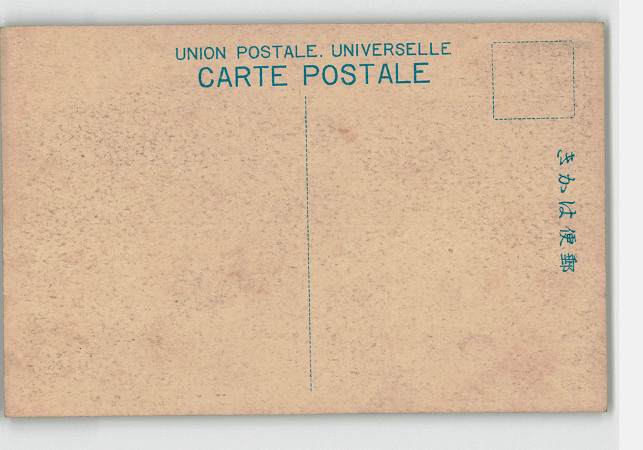 UNION POSTALE. UNIVERSELLE
CARTE POSTALE
きかは便郵